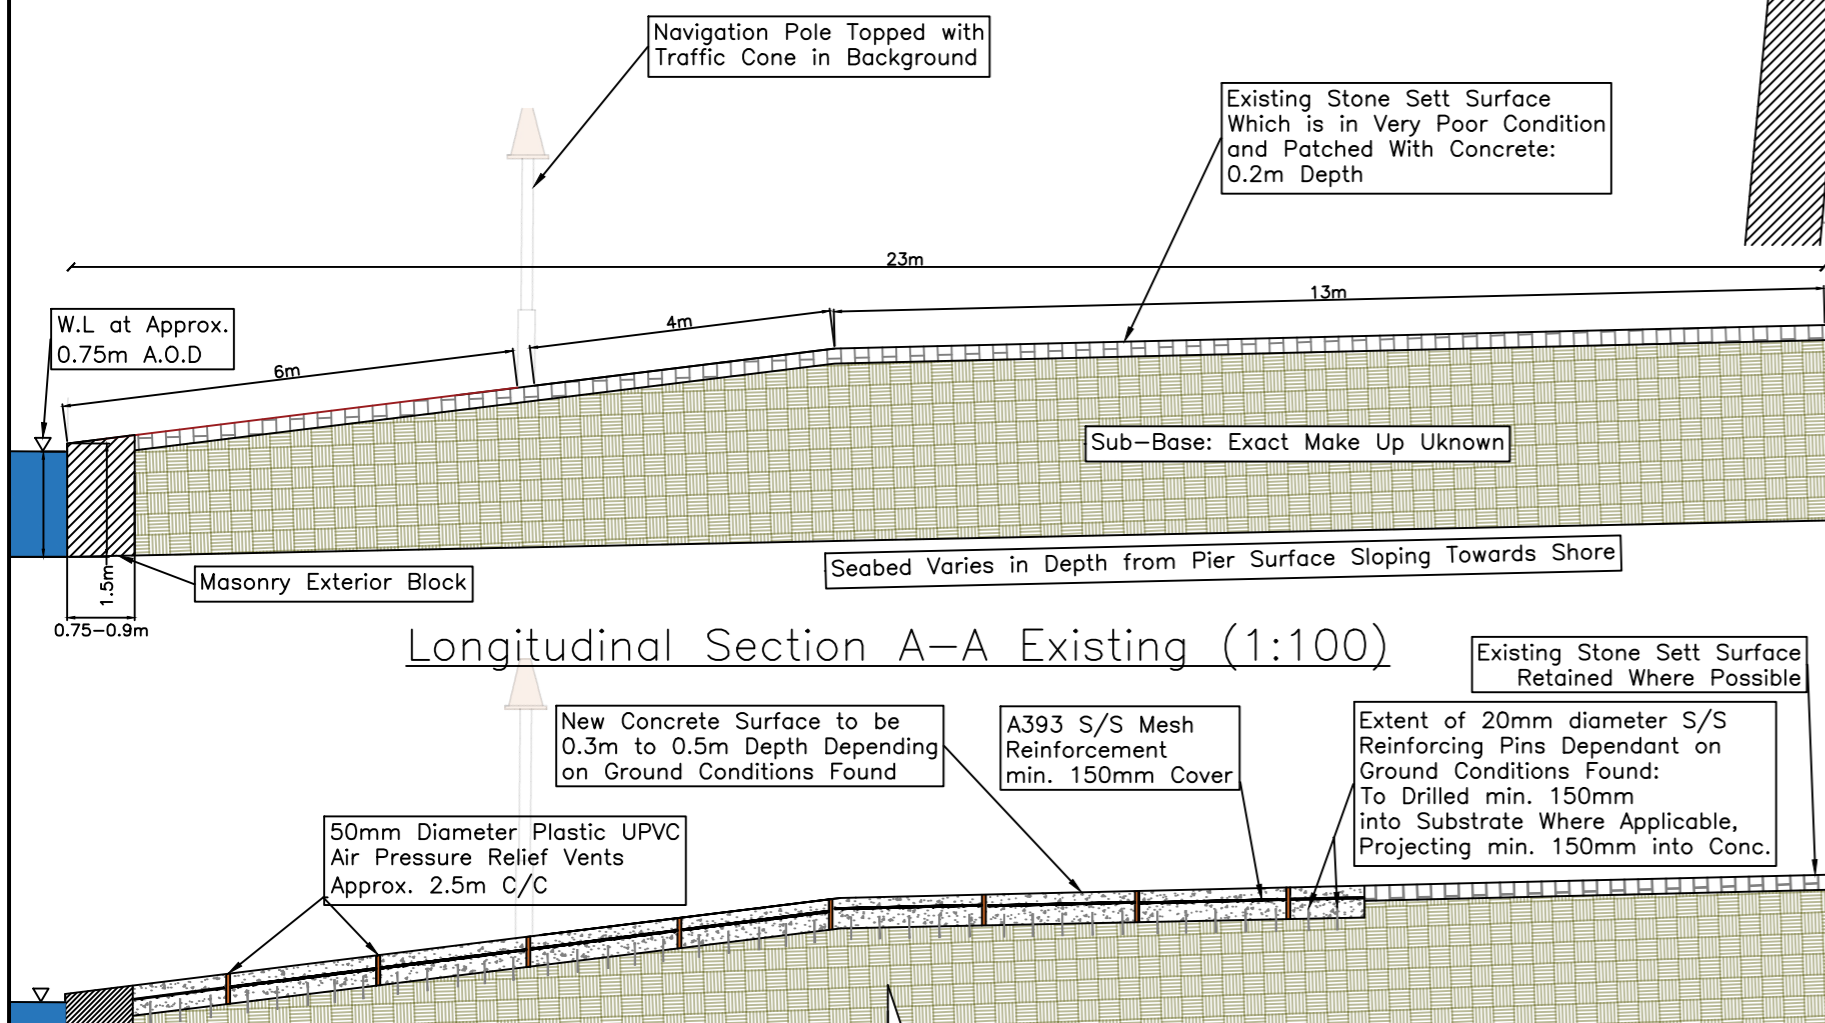 Navigation Pole Topped with
Traffic Cone in Background
Existing Stone Sett Surface
Which is in Very Poor Condition
and Patched With Concrete:
0.2m Depth
23m
13m
4m
6m
W.L at Approx.
0.75m A.O.D
Sub-Base: Exact Make Up Uknown
Seabed Varies in Depth from Pier Surface Sloping Towards Shore
Masonry Exterior Block
1.5m
0.75-0.9m
Longitudinal Section A-A Existing (1:100)
Existing Stone Sett Surface
Retained Where Possible
New Concrete Surface to be
0.3m to 0.5m Depth Depending
on Ground Conditions Found
A393 S/S Mesh
Reinforcement
min. 150mm Cover
Extent of 20mm diameter S/S
Reinforcing Pins Dependant on
Ground Conditions Found:
To Drilled min. 150mm
into Substrate Where Applicable,
Projecting min. 150mm into Conc.
50mm Diameter Plastic UPVC
Air Pressure Relief Vents
Approx. 2.5m C/C